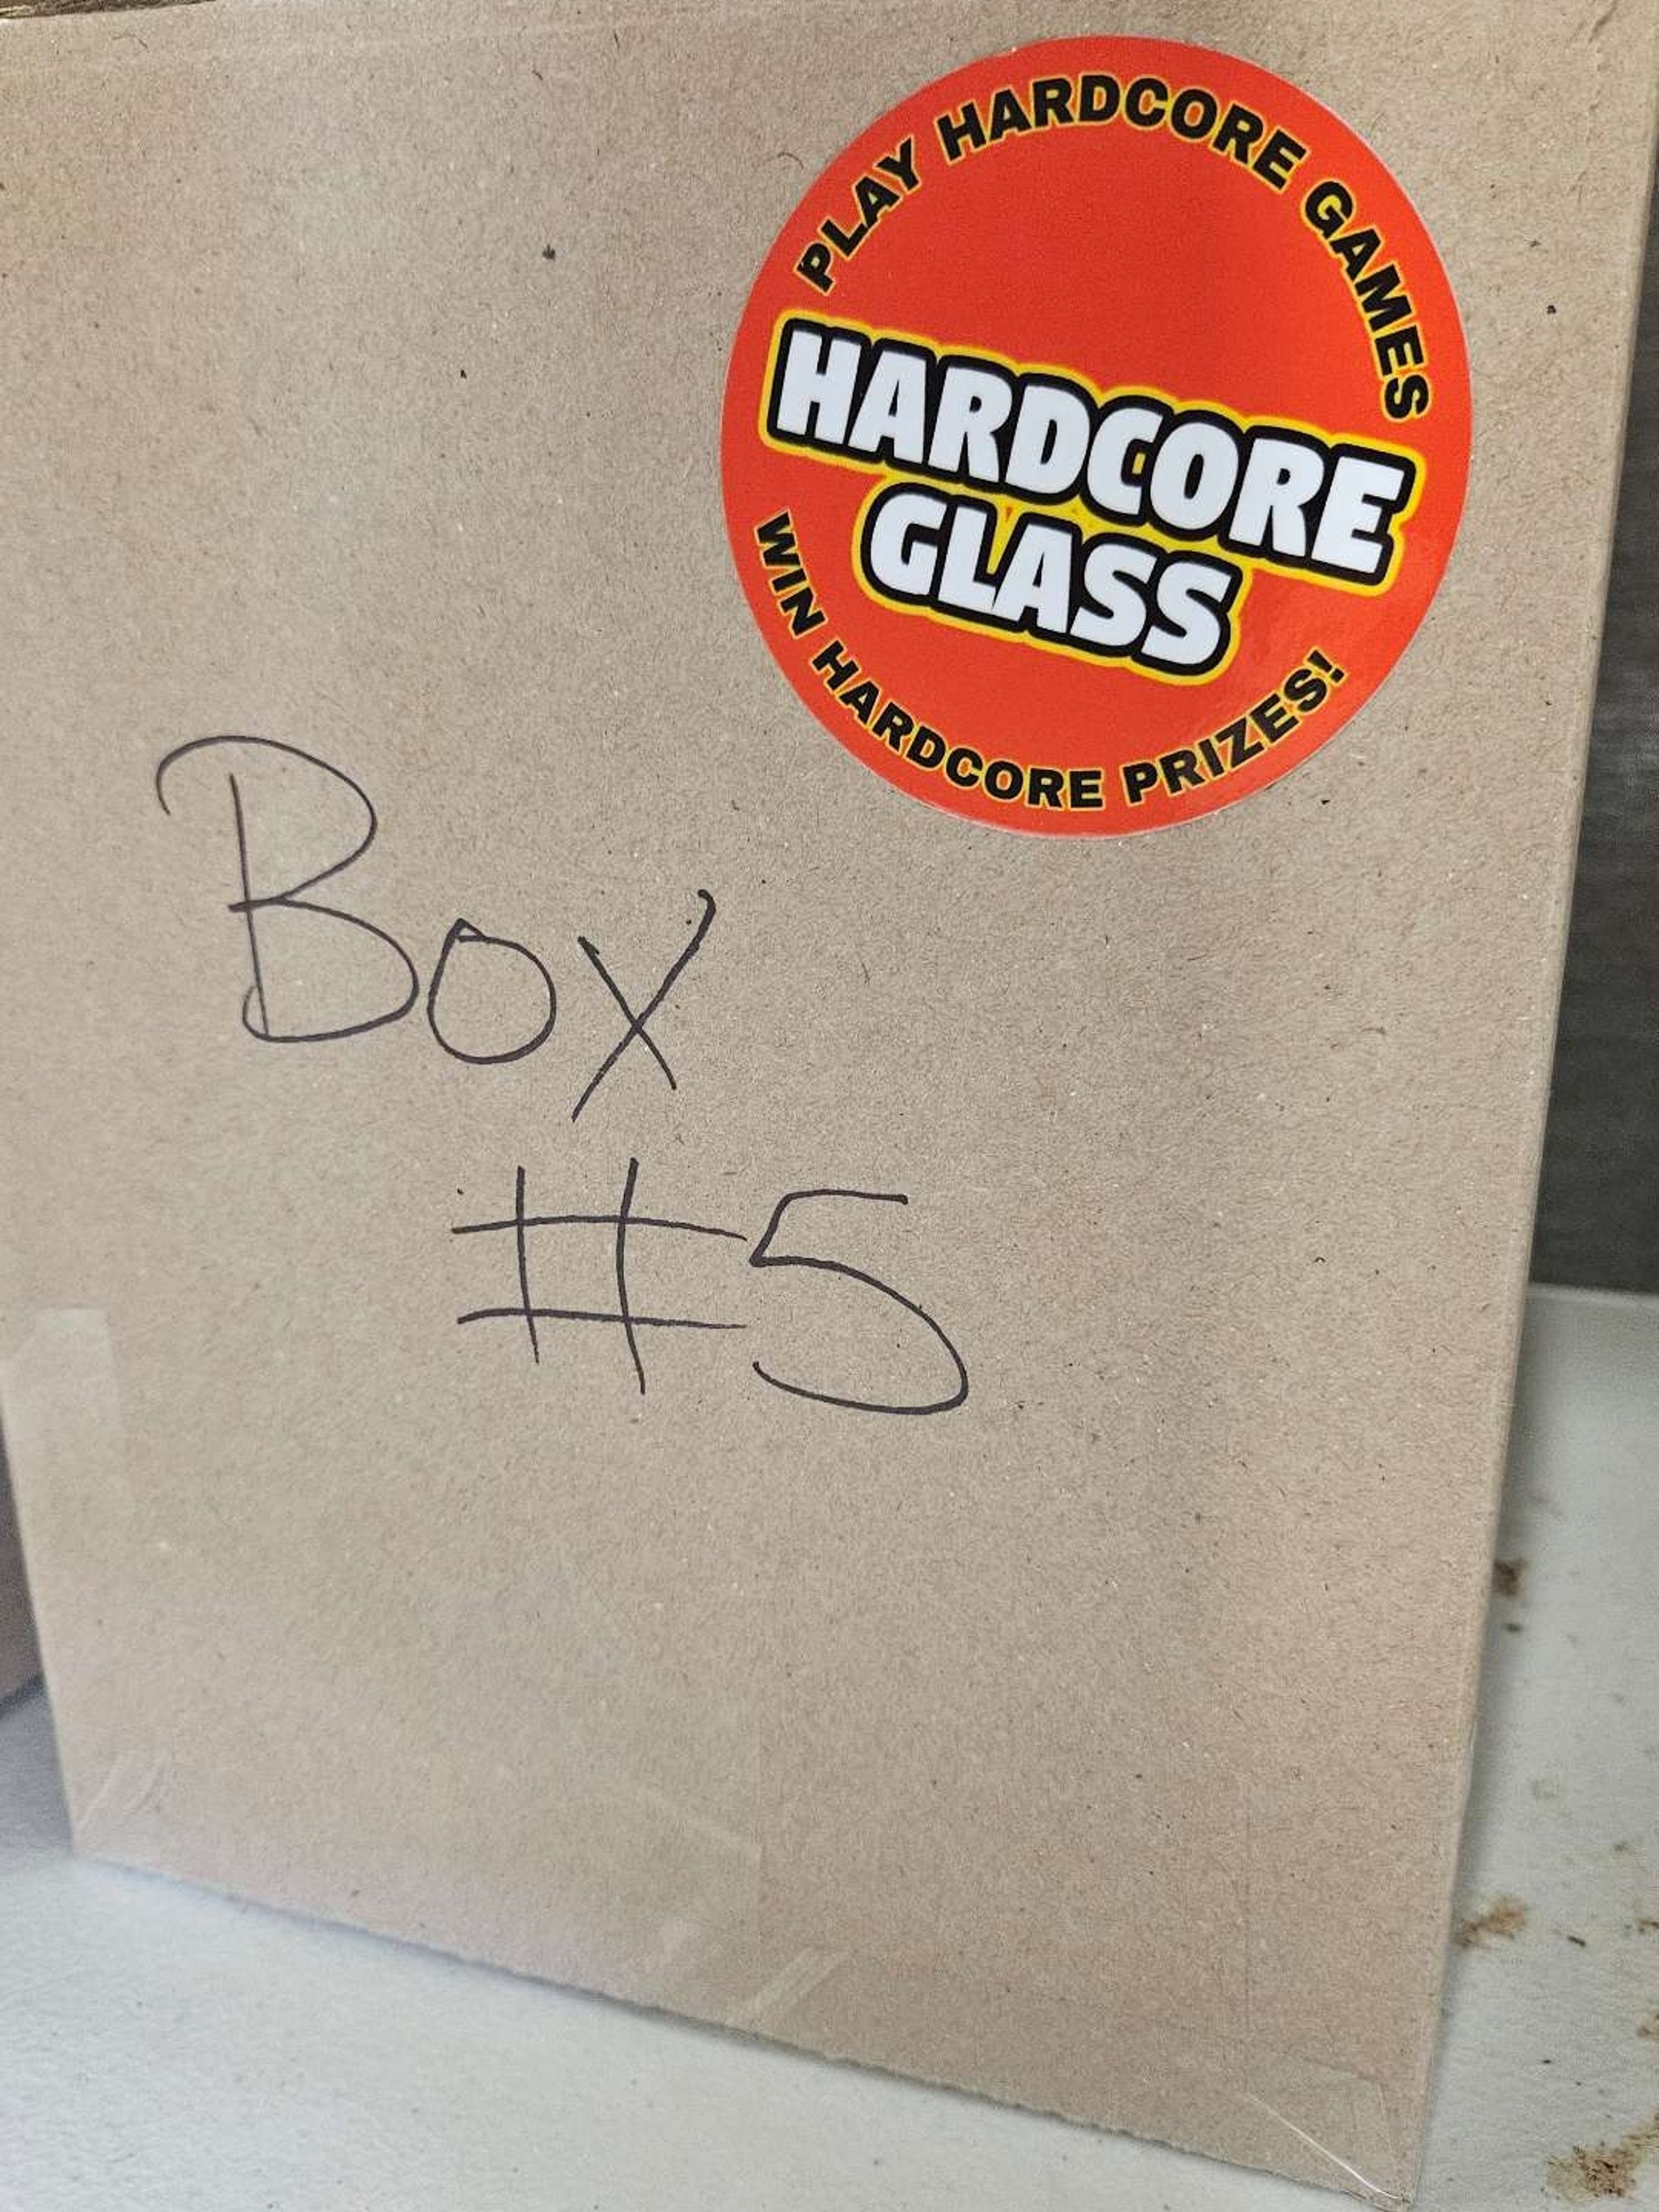 PLAY HARDCORE GAMES
HARDCORE
GLASS
WIN HARDCORE PRIZES!
Box
#5